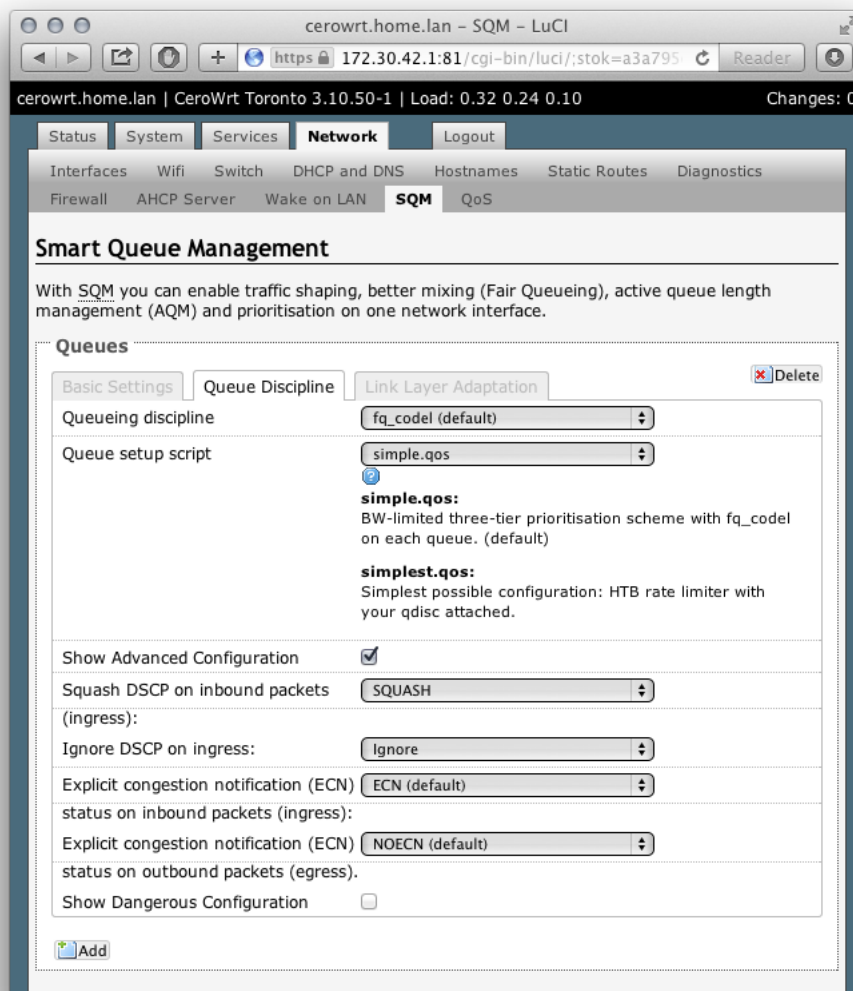 cerowrt.home.lan – SQM – LuCI
https 172.30.42.1:81/cgi-bin/luci/;stok=a3a795 Reader
cerowrt.home.lan | CeroWrt Toronto 3.10.50-1 | Load: 0.32 0.24 0.10 Changes: 0
Status System Services Network Logout
Interfaces Wifi Switch DHCP and DNS Hostnames Static Routes Diagnostics
Firewall AHCP Server Wake on LAN SQM QoS
Smart Queue Management
With SQM you can enable traffic shaping, better mixing (Fair Queueing), active queue length
management (AQM) and prioritisation on one network interface.
Queues
Delete
Basic Settings Queue Discipline Link Layer Adaptation
Queueing discipline fq_codel (default)
Queue setup script simple.qos
?
simple.qos:
BW-limited three-tier prioritisation scheme with fq_codel
on each queue. (default)
simplest.qos:
Simplest possible configuration: HTB rate limiter with
your qdisc attached.
Show Advanced Configuration
Squash DSCP on inbound packets SQUASH
(ingress):
Ignore DSCP on ingress: Ignore
Explicit congestion notification (ECN) ECN (default)
status on inbound packets (ingress):
Explicit congestion notification (ECN) NOECN (default)
status on outbound packets (egress).
Show Dangerous Configuration
Add